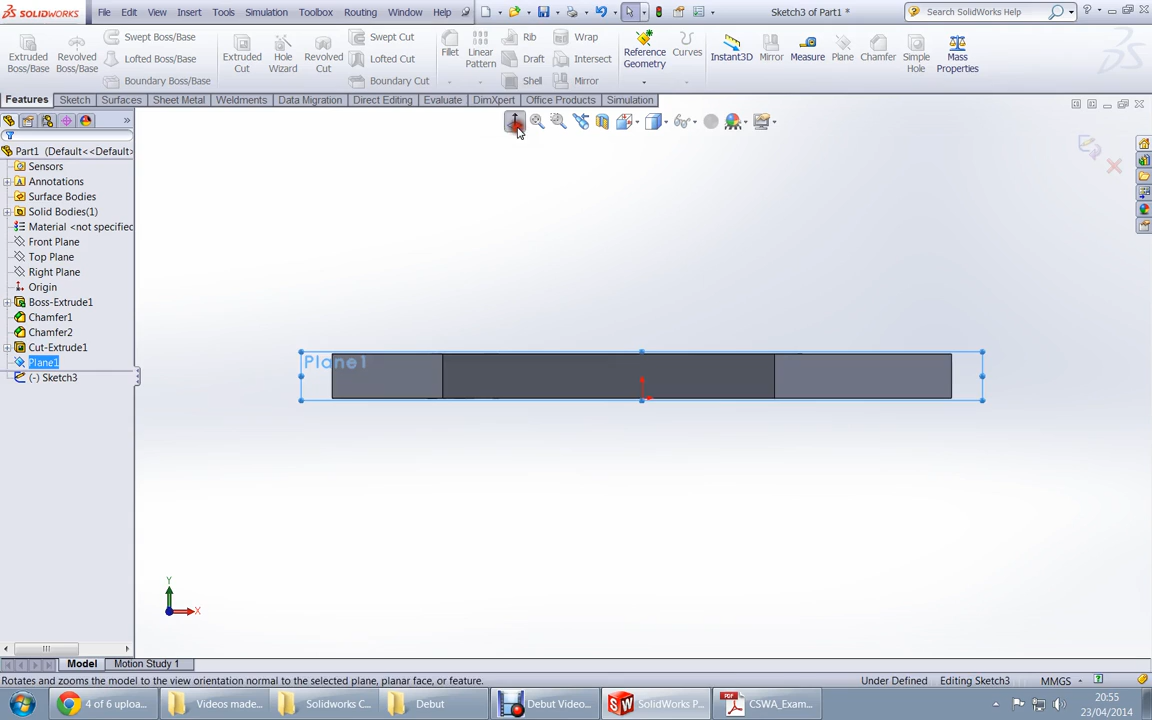 SOLIDWORKS File Edit View Insert Tools Simulation Toolbox Routing Window Help Sketch3 of Part1 * Search SolidWorks Help
Extruded Boss/Base
Revolved Boss/Base
Swept Boss/Base
Lofted Boss/Base
Boundary Boss/Base
Extruded Cut
Hole Wizard
Revolved Cut
Swept Cut
Lofted Cut
Boundary Cut
Fillet
Linear Pattern
Rib
Draft
Shell
Wrap
Intersect
Mirror
Reference Geometry
Curves
Instant3D
Mirror
Measure
Plane
Chamfer
Simple Hole
Mass Properties
Features Sketch Surfaces Sheet Metal Weldments Data Migration Direct Editing Evaluate DimXpert Office Products Simulation
Part1 (Default<<Default>
Sensors
Annotations
Surface Bodies
Solid Bodies(1)
Material <not specified
Front Plane
Top Plane
Right Plane
Origin
Boss-Extrude1
Chamfer1
Chamfer2
Cut-Extrude1
Plane1
(-) Sketch3
Plane1
Y
X
Model Motion Study 1
Rotates and zooms the model to the view orientation normal to the selected plane, planar face, or feature. Under Defined Editing Sketch3 MMGS
4 of 6 uploa... Videos made... Solidworks C... Debut Debut Video... SolidWorks P... CSWA_Exam...
20:55
23/04/2014